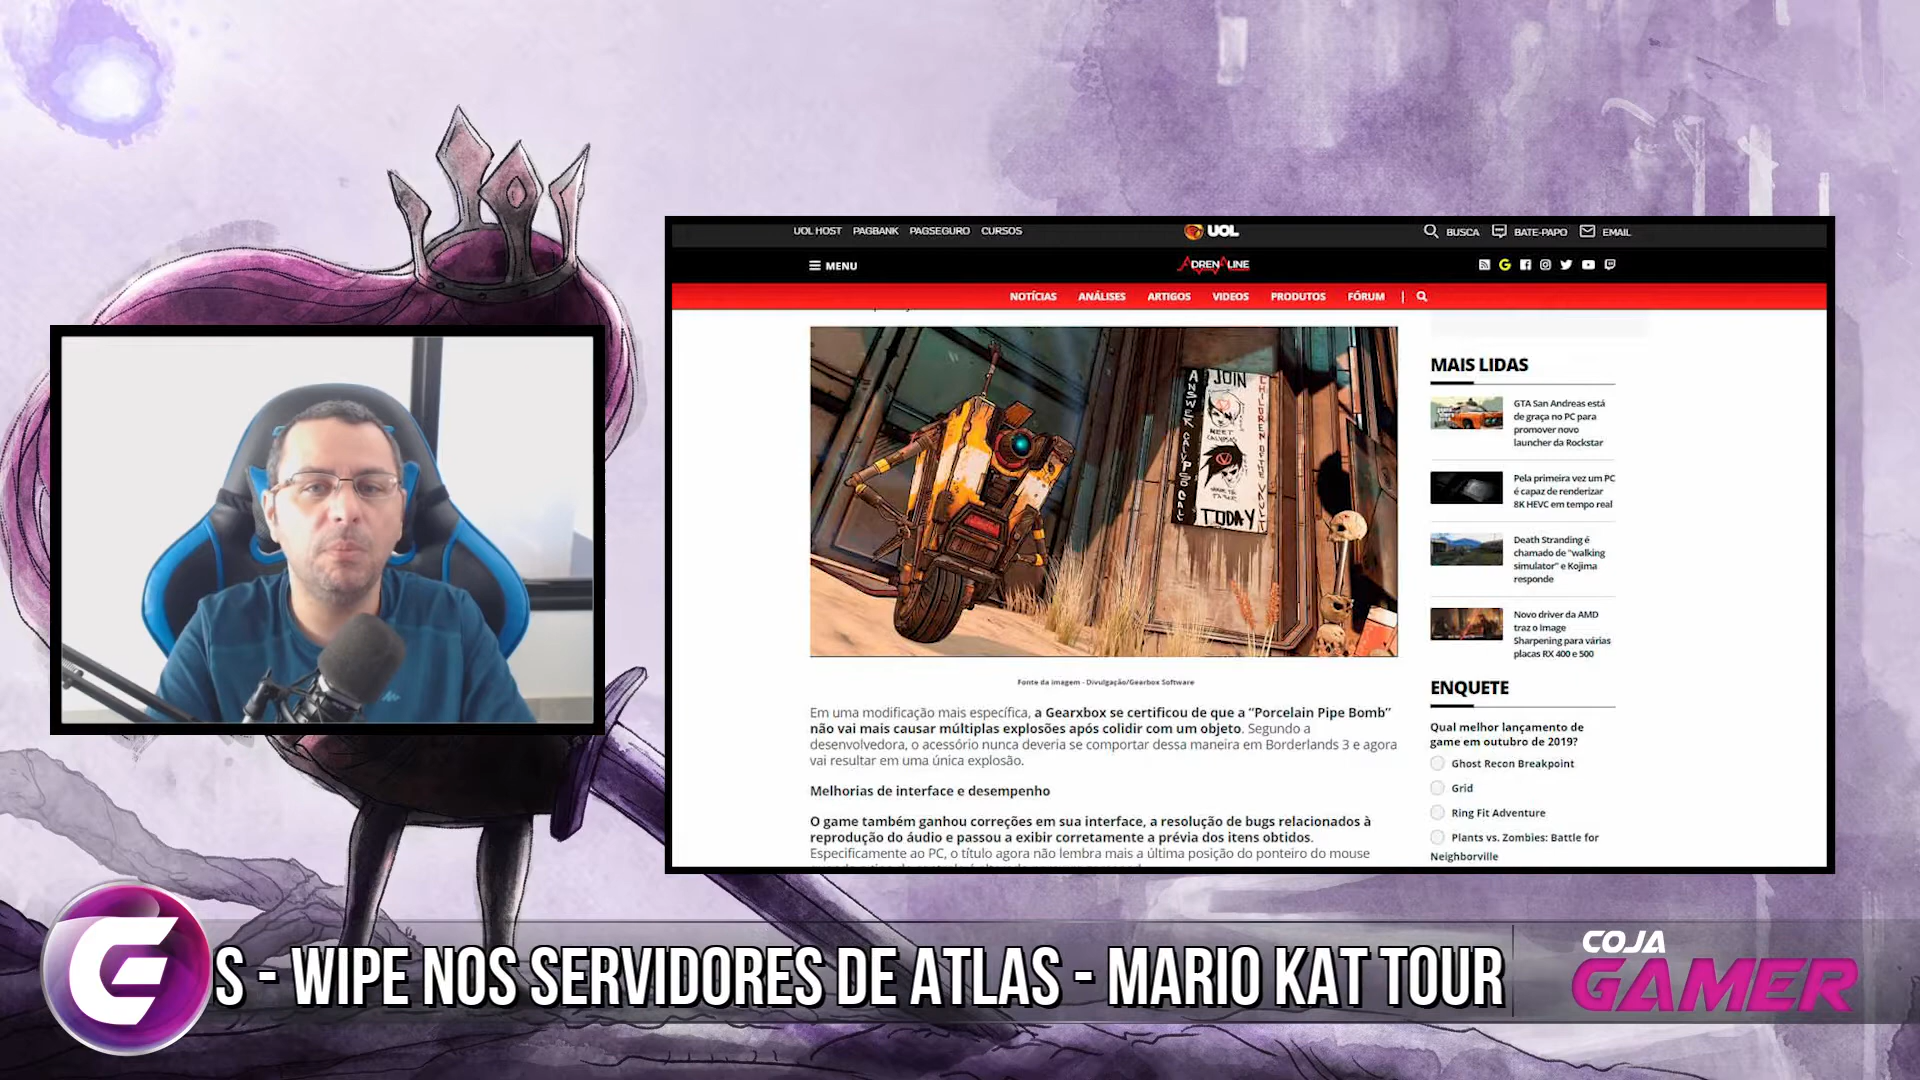 UOL HOST PAGBANK PAGSEGURO CURSOS
UOL
BUSCA BATE-PAPO EMAIL
MENU
ADRENALINE
NOTÍCIAS ANÁLISES ARTIGOS VIDEOS PRODUTOS FÓRUM
ANSWER CALYPSO CALL
JOIN
MEET
CALYPSO
TODAY
CHILDREN OF THE VAULT
Fonte da imagem - Divulgação/Gearbox Software
Em uma modificação mais específica, a Gearxbox se certificou de que a “Porcelain Pipe Bomb”
não vai mais causar múltiplas explosões após colidir com um objeto. Segundo a
desenvolvedora, o acessório nunca deveria se comportar dessa maneira em Borderlands 3 e agora
vai resultar em uma única explosão.
Melhorias de interface e desempenho
O game também ganhou correções em sua interface, a resolução de bugs relacionados à
reprodução do áudio e passou a exibir corretamente a prévia dos itens obtidos.
Especificamente ao PC, o título agora não lembra mais a última posição do ponteiro do mouse
MAIS LIDAS
GTA San Andreas está
de graça no PC para
promover novo
launcher da Rockstar
Pela primeira vez um PC
é capaz de renderizar
8K HEVC em tempo real
Death Stranding é
chamado de "walking
simulator" e Kojima
responde
Novo driver da AMD
traz o Image
Sharpening para várias
placas RX 400 e 500
ENQUETE
Qual melhor lançamento de
game em outubro de 2019?
Ghost Recon Breakpoint
Grid
Ring Fit Adventure
Plants vs. Zombies: Battle for
Neighborville
S - WIPE NOS SERVIDORES DE ATLAS - MARIO KAT TOUR
COJA
GAMER